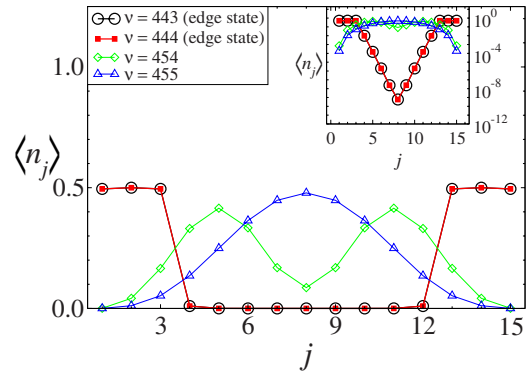 ν = 443 (edge state)
ν = 444 (edge state)
ν = 454
ν = 455
1.0
0.5
0.0
⟨n_j⟩
3 6 9 12 15
j
10^0
10^-4
10^-8
10^-12
⟨n_j⟩
0 5 10 15
j